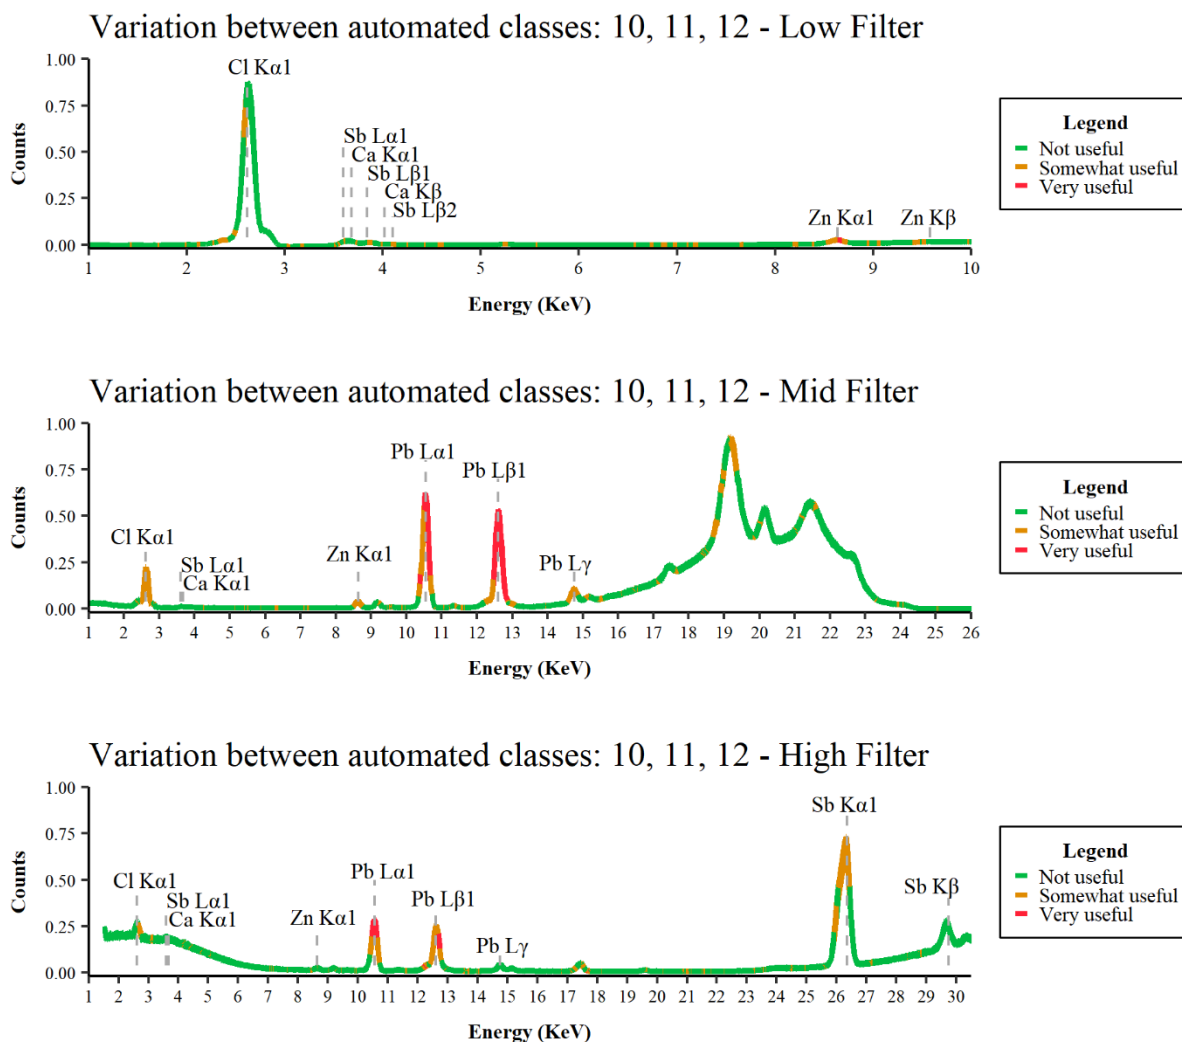 Variation between automated classes: 10, 11, 12 - Low Filter
Counts
1.00
0.75
0.50
0.25
0.00
Cl Kα1
Sb Lα1
Ca Kα1
Sb Lβ1
Ca Kβ
Sb Lβ2
Zn Kα1
Zn Kβ
1 2 3 4 5 6 7 8 9 10
Energy (KeV)
Legend
Not useful
Somewhat useful
Very useful
Variation between automated classes: 10, 11, 12 - Mid Filter
Counts
1.00
0.75
0.50
0.25
0.00
Cl Kα1
Sb Lα1
Ca Kα1
Zn Kα1
Pb Lα1
Pb Lβ1
Pb Lγ
1 2 3 4 5 6 7 8 9 10 11 12 13 14 15 16 17 18 19 20 21 22 23 24 25 26
Energy (KeV)
Legend
Not useful
Somewhat useful
Very useful
Variation between automated classes: 10, 11, 12 - High Filter
Counts
1.00
0.75
0.50
0.25
0.00
Cl Kα1
Sb Lα1
Ca Kα1
Zn Kα1
Pb Lα1
Pb Lβ1
Pb Lγ
Sb Kα1
Sb Kβ
1 2 3 4 5 6 7 8 9 10 11 12 13 14 15 16 17 18 19 20 21 22 23 24 25 26 27 28 29 30
Energy (KeV)
Legend
Not useful
Somewhat useful
Very useful